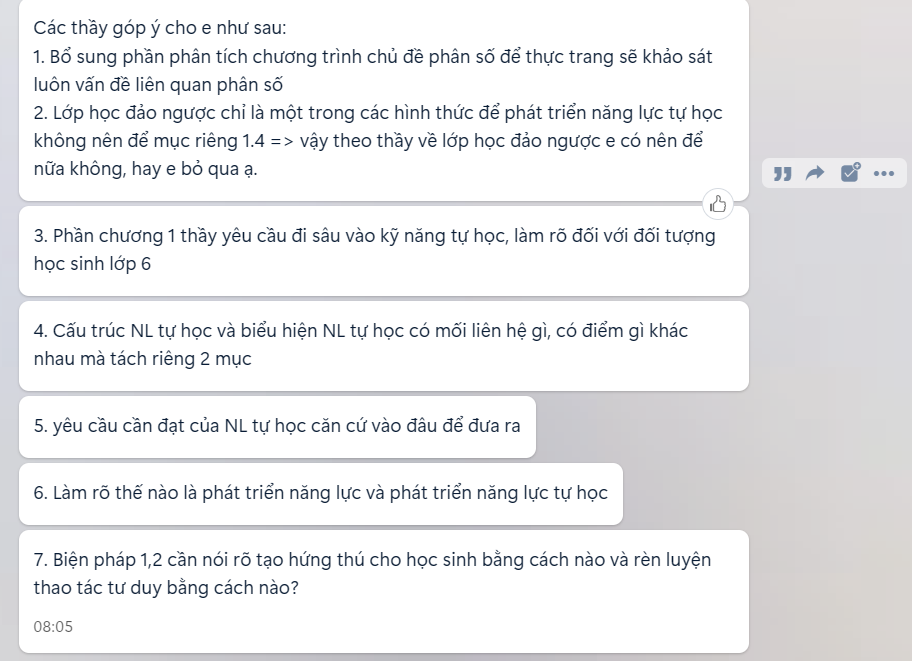 Các thầy góp ý cho e như sau:
1. Bổ sung phần phân tích chương trình chủ đề phân số để thực trang sẽ khảo sát
luôn vấn đề liên quan phân số
2. Lớp học đảo ngược chỉ là một trong các hình thức để phát triển năng lực tự học
không nên để mục riêng 1.4 => vậy theo thầy về lớp học đảo ngược e có nên để
nữa không, hay e bỏ qua ạ.
3. Phần chương 1 thầy yêu cầu đi sâu vào kỹ năng tự học, làm rõ đối với đối tượng
học sinh lớp 6
4. Cấu trúc NL tự học và biểu hiện NL tự học có mối liên hệ gì, có điểm gì khác
nhau mà tách riêng 2 mục
5. yêu cầu cần đạt của NL tự học căn cứ vào đâu để đưa ra
6. Làm rõ thế nào là phát triển năng lực và phát triển năng lực tự học
7. Biện pháp 1,2 cần nói rõ tạo hứng thú cho học sinh bằng cách nào và rèn luyện
thao tác tư duy bằng cách nào?
08:05